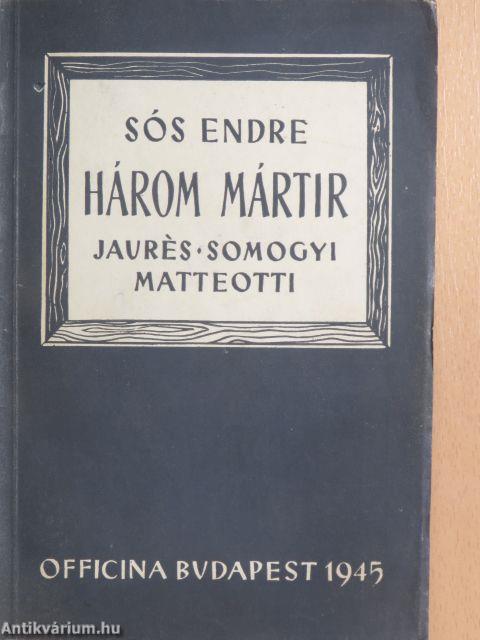 SÓS ENDRE
HÁROM MÁRTIR
JAURÈS • SOMOGYI
MATTEOTTI
OFFICINA BUDAPEST 1945
Antikvárium.hu